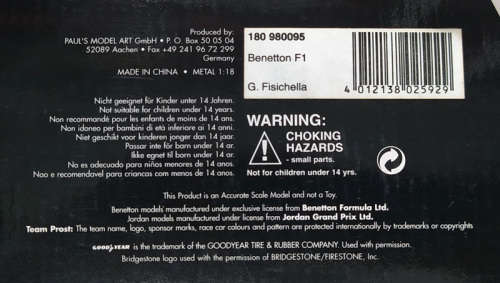 Produced by:
PAUL'S MODEL ART GmbH • P. O. Box 50 05 04
52089 Aachen • Fax +49 241 96 72 299
Germany
MADE IN CHINA • METAL 1:18
180 980095
Benetton F1
G. Fisichella
4 012138 025929
Nicht geeignet für Kinder unter 14 Jahren.
Not suitable for children under 14 years.
Non recommendé pour les enfants de moins de 14 ans.
Non idoneo per bambini di età inferiore ai 14 anni.
Niet geschikt voor kinderen jonger dan 14 jaar.
Passar inte för barn under 14 ar.
Ikke egnet til barn under 14 ar.
Na es adecuado para niños menores de 14 anos.
Nao e recomendavel para criancas com menos de 14 anos.
WARNING:
CHOKING
HAZARDS
- small parts.
Not for children under 14 yrs.
This Product is an Accurate Scale Model and not a Toy.
Benetton models manufactured under exclusive license from Benetton Formula Ltd.
Jordan models manufactured under license from Jordan Grand Prix Ltd.
Team Prost: The team name, logo, sponsor marks, race car colours and pattern are protected internationally by trademarks or copyrights
GOODYEAR is the trademark of the GOODYEAR TIRE & RUBBER COMPANY. Used with permission.
Bridgestone logo used with the permission of BRIDGESTONE/FIRESTONE, Inc.